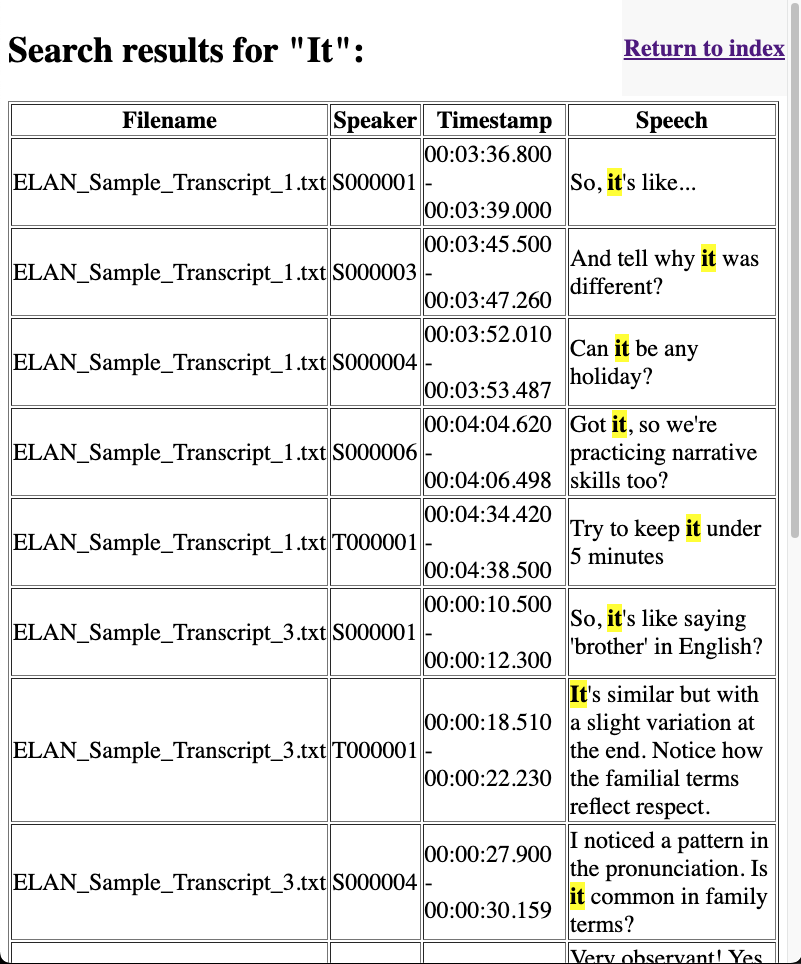 Search results for "It":
Return to index
Filename Speaker Timestamp Speech
ELAN_Sample_Transcript_1.txt S000001 00:03:36.800
-
00:03:39.000
So, it's like...
ELAN_Sample_Transcript_1.txt S000003 00:03:45.500
-
00:03:47.260
And tell why it was
different?
ELAN_Sample_Transcript_1.txt S000004 00:03:52.010
-
00:03:53.487
Can it be any
holiday?
ELAN_Sample_Transcript_1.txt S000006 00:04:04.620
-
00:04:06.498
Got it, so we're
practicing narrative
skills too?
ELAN_Sample_Transcript_1.txt T000001 00:04:34.420
-
00:04:38.500
Try to keep it under
5 minutes
ELAN_Sample_Transcript_3.txt S000001 00:00:10.500
-
00:00:12.300
So, it's like saying
'brother' in English?
ELAN_Sample_Transcript_3.txt T000001 00:00:18.510
-
00:00:22.230
It's similar but with
a slight variation at
the end. Notice how
the familial terms
reflect respect.
ELAN_Sample_Transcript_3.txt S000004 00:00:27.900
-
00:00:30.159
I noticed a pattern in
the pronunciation. Is
it common in family
terms?
Very observant! Yes